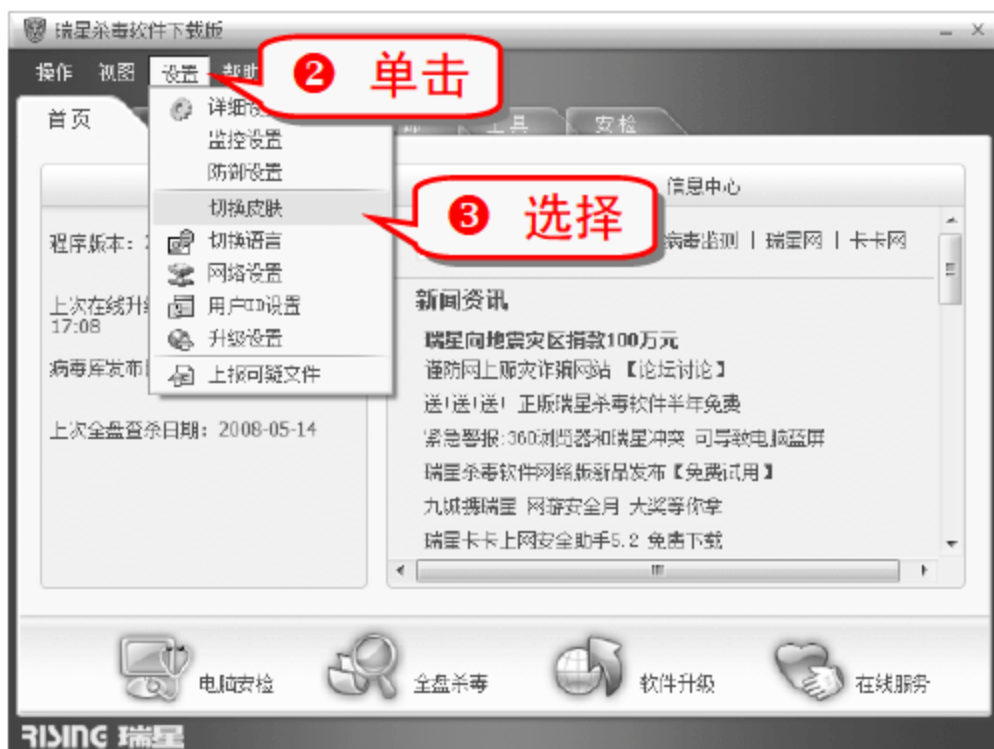 瑞星杀毒软件下载版
操作 视图 设置 帮助
❷ 单击
首页
工具
安检
详细设
监控设置
防御设置
切换皮肤
切换语言
网络设置
用户ID设置
升级设置
上报可疑文件
❸ 选择
程序版本：
上次在线升
17:08
病毒库发布
上次全盘查杀日期：2008-05-14
信息中心
病毒监测 | 瑞星网 | 卡卡网
新闻资讯
瑞星向地震灾区捐款100万元
谨防网上赈灾诈骗网站 【论坛讨论】
送!送!送! 正版瑞星杀毒软件半年免费
紧急警报:360浏览器和瑞星冲突 可导致电脑蓝屏
瑞星杀毒软件网络版新品发布【免费试用】
九城携瑞星 网游安全月 大奖等你拿
瑞星卡卡上网安全助手5.2 免费下载
电脑安检
全盘杀毒
软件升级
在线服务
RISING 瑞星